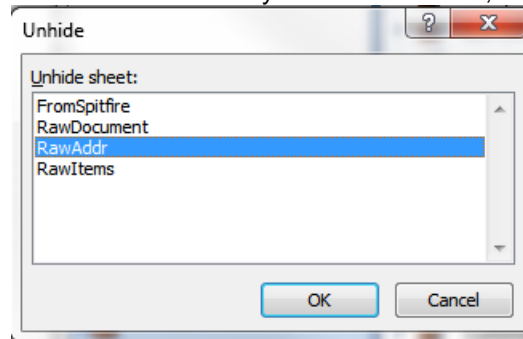 Unhide
Unhide sheet:
FromSpitfire
RawDocument
RawAddr
RawItems
OK
Cancel